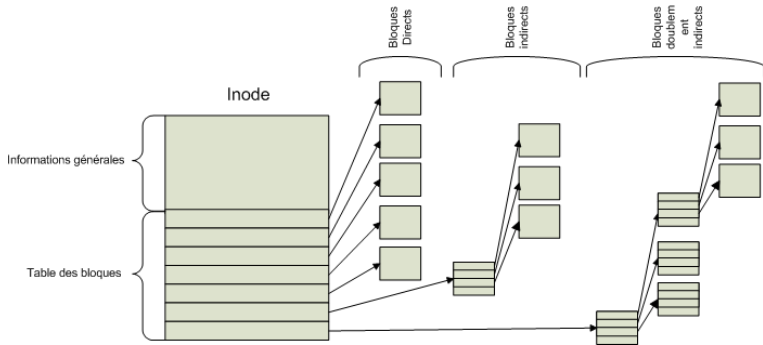 Bloques
Directs
Bloques
indirects
Bloques
doublem
ent
indirects
Inode
Informations générales
Table des bloques